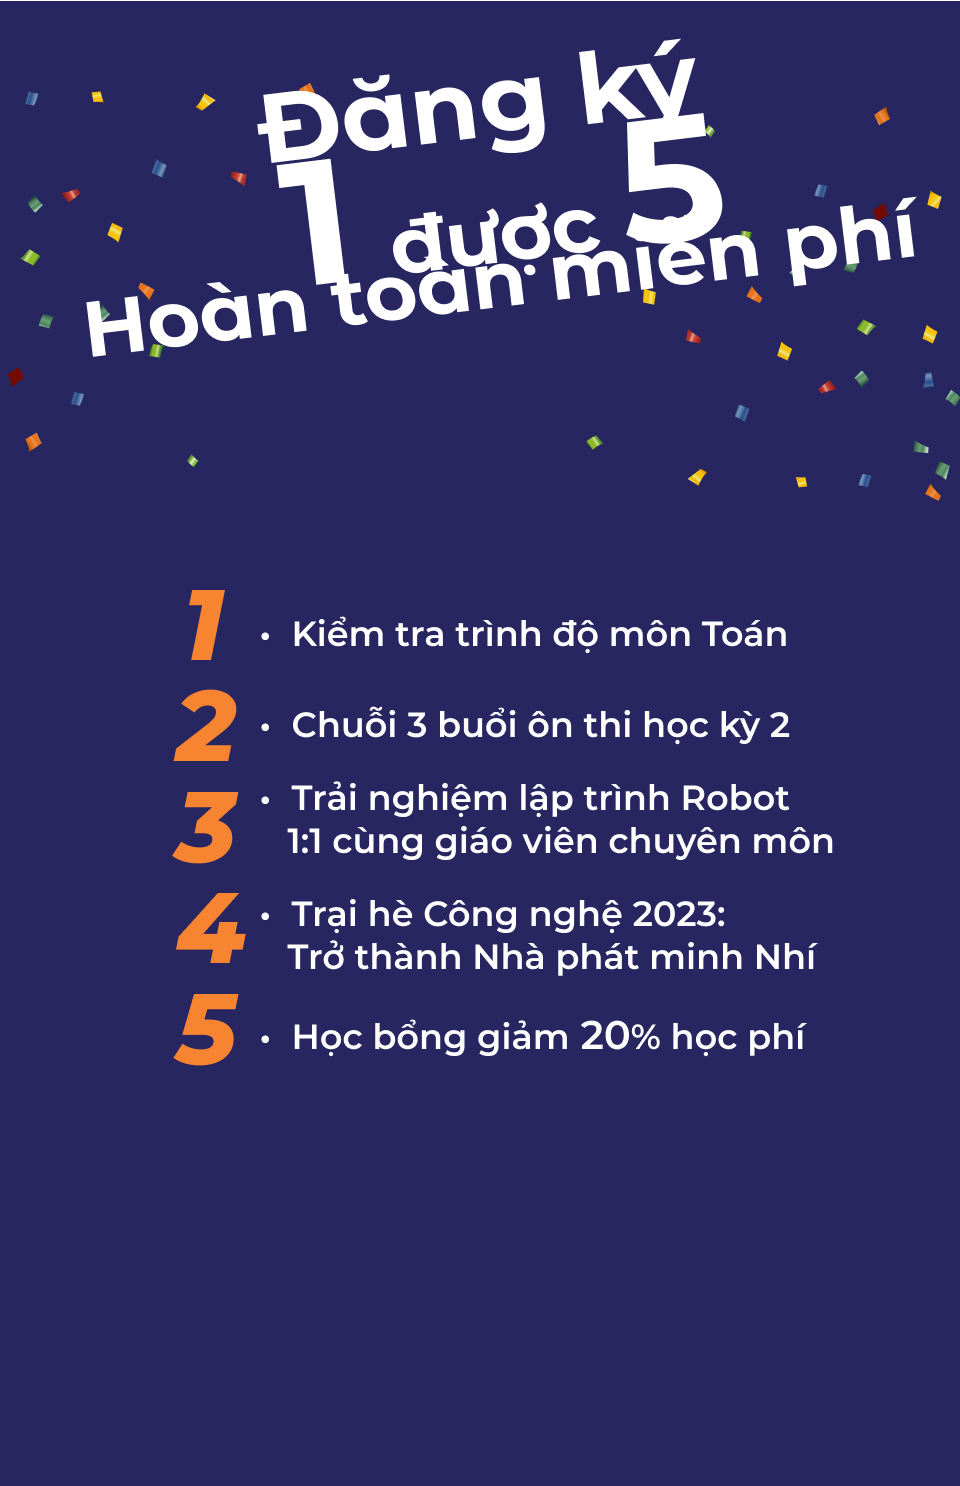 Đăng ký
1 được 5
Hoàn toàn miễn phí
1 • Kiểm tra trình độ môn Toán
2 • Chuỗi 3 buổi ôn thi học kỳ 2
3 • Trải nghiệm lập trình Robot
1:1 cùng giáo viên chuyên môn
4 • Trại hè Công nghệ 2023:
Trở thành Nhà phát minh Nhí
5 • Học bổng giảm 20% học phí